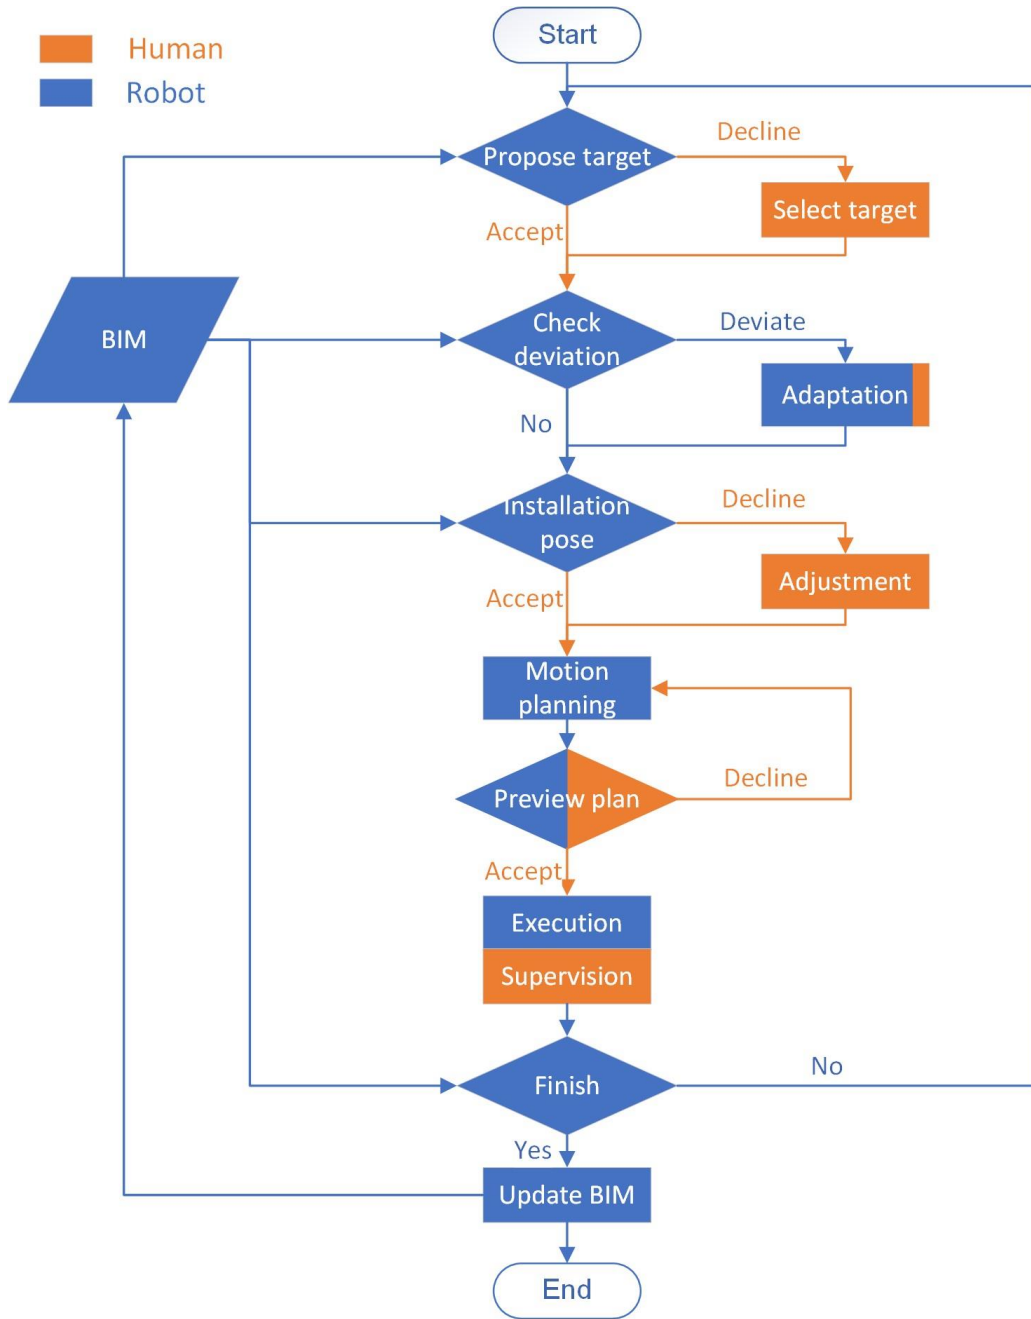 Human
Robot
Start
Propose target
Decline
Select target
Accept
BIM
Check
deviation
Deviate
Adaptation
No
Installation
pose
Decline
Adjustment
Accept
Motion
planning
Preview plan
Decline
Accept
Execution
Supervision
Finish
No
Yes
Update BIM
End